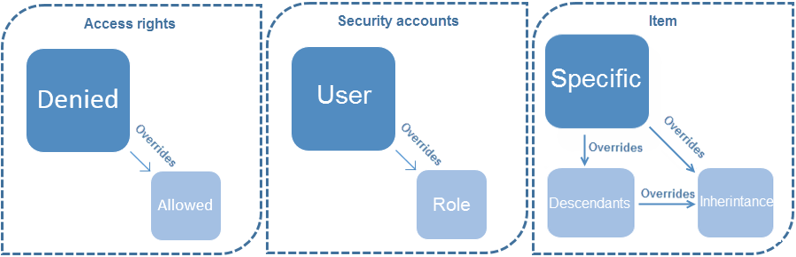 Access rights
Denied
Overrides
Allowed
Security accounts
User
Overrides
Role
Item
Specific
Overrides
Overrides
Descendants
Overrides
Inherintance